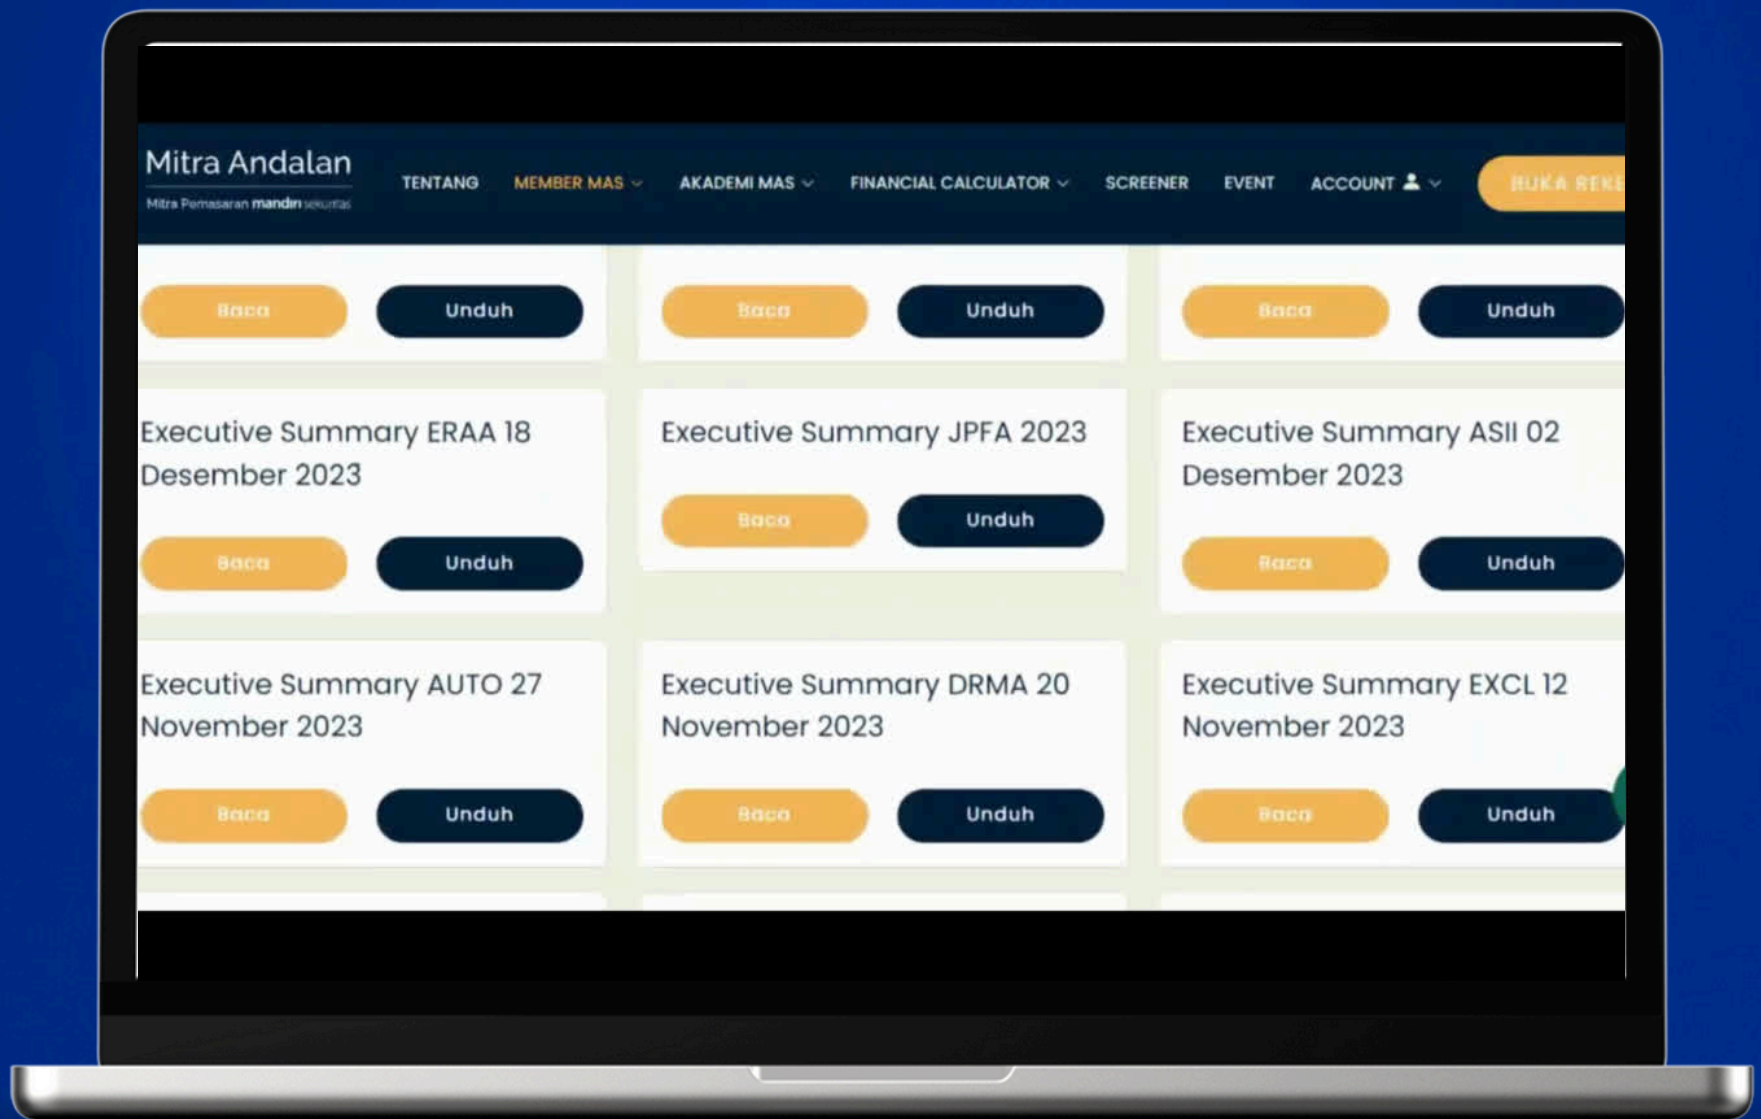 Mitra Andalan
Mitra Pemasaran mandiri sekuritas
TENTANG MEMBER MAS AKADEMI MAS FINANCIAL CALCULATOR SCREENER EVENT ACCOUNT BUKA REKE
Baca Unduh Baca Unduh Baca Unduh
Executive Summary ERAA 18
Desember 2023
Baca Unduh
Executive Summary JPFA 2023
Baca Unduh
Executive Summary ASII 02
Desember 2023
Baca Unduh
Executive Summary AUTO 27
November 2023
Baca Unduh
Executive Summary DRMA 20
November 2023
Baca Unduh
Executive Summary EXCL 12
November 2023
Baca Unduh